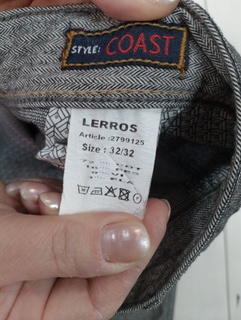 STYLE: COAST
LERROS
Article :2799125
Size : 32/32